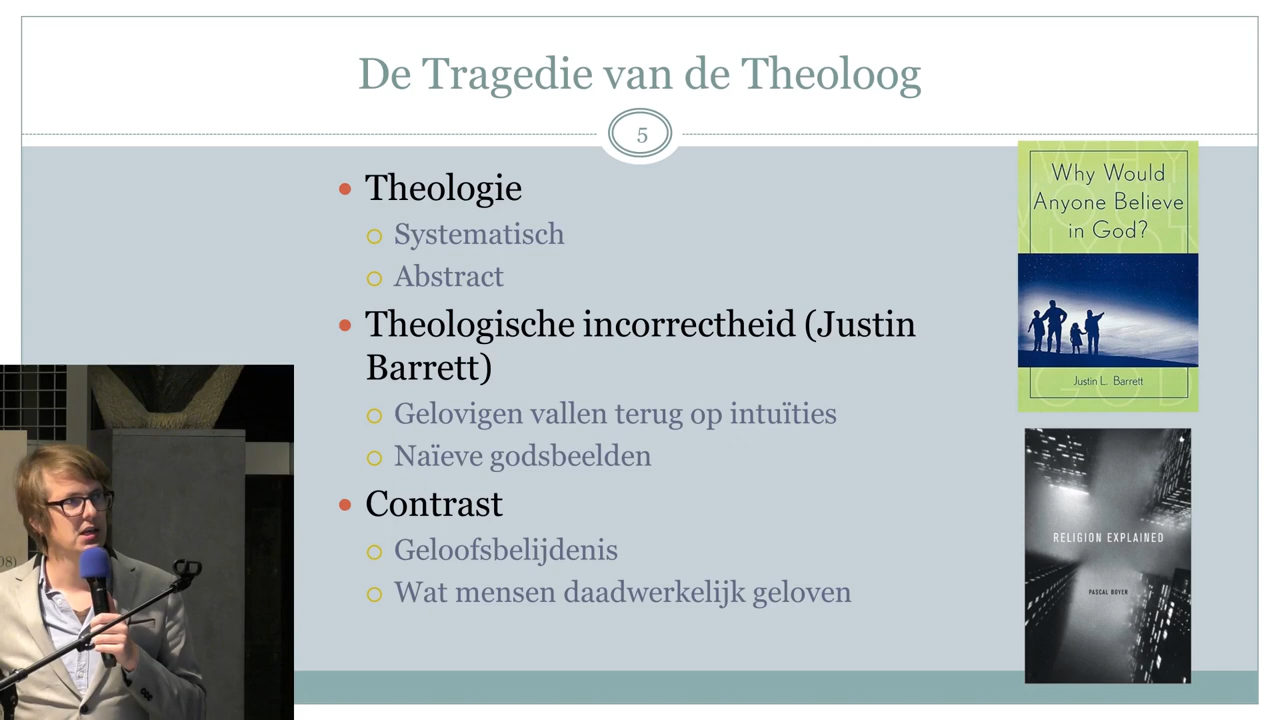 De Tragedie van de Theoloog
5
Theologie
Systematisch
Abstract
Theologische incorrectheid (Justin
Barrett)
Gelovigen vallen terug op intuïties
Naïeve godsbeelden
Contrast
Geloofsbelijdenis
Wat mensen daadwerkelijk geloven
Why Would
Anyone Believe
in God?
Justin L. Barrett
RELIGION EXPLAINED
PASCAL BOYER